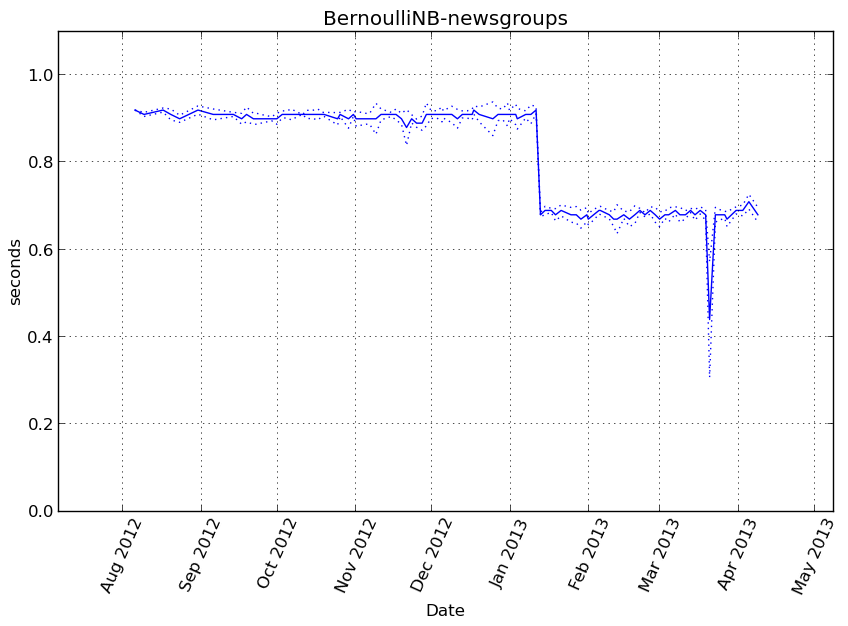 BernoulliNB-newsgroups
1.0
0.8
0.6
0.4
0.2
0.0
seconds
Aug 2012
Sep 2012
Oct 2012
Nov 2012
Dec 2012
Jan 2013
Feb 2013
Mar 2013
Apr 2013
May 2013
Date